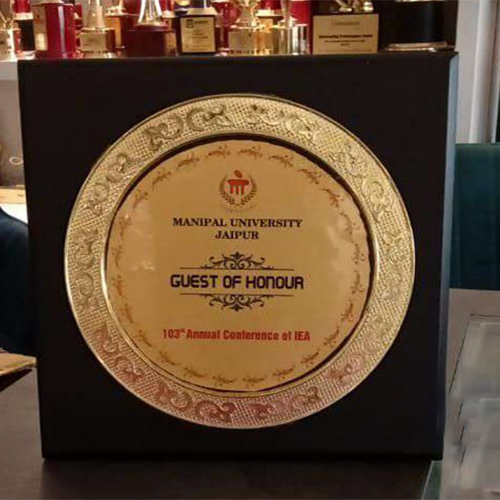 MANIPAL UNIVERSITY
JAIPUR
GUEST OF HONOUR
103rd Annual Conference of IEA